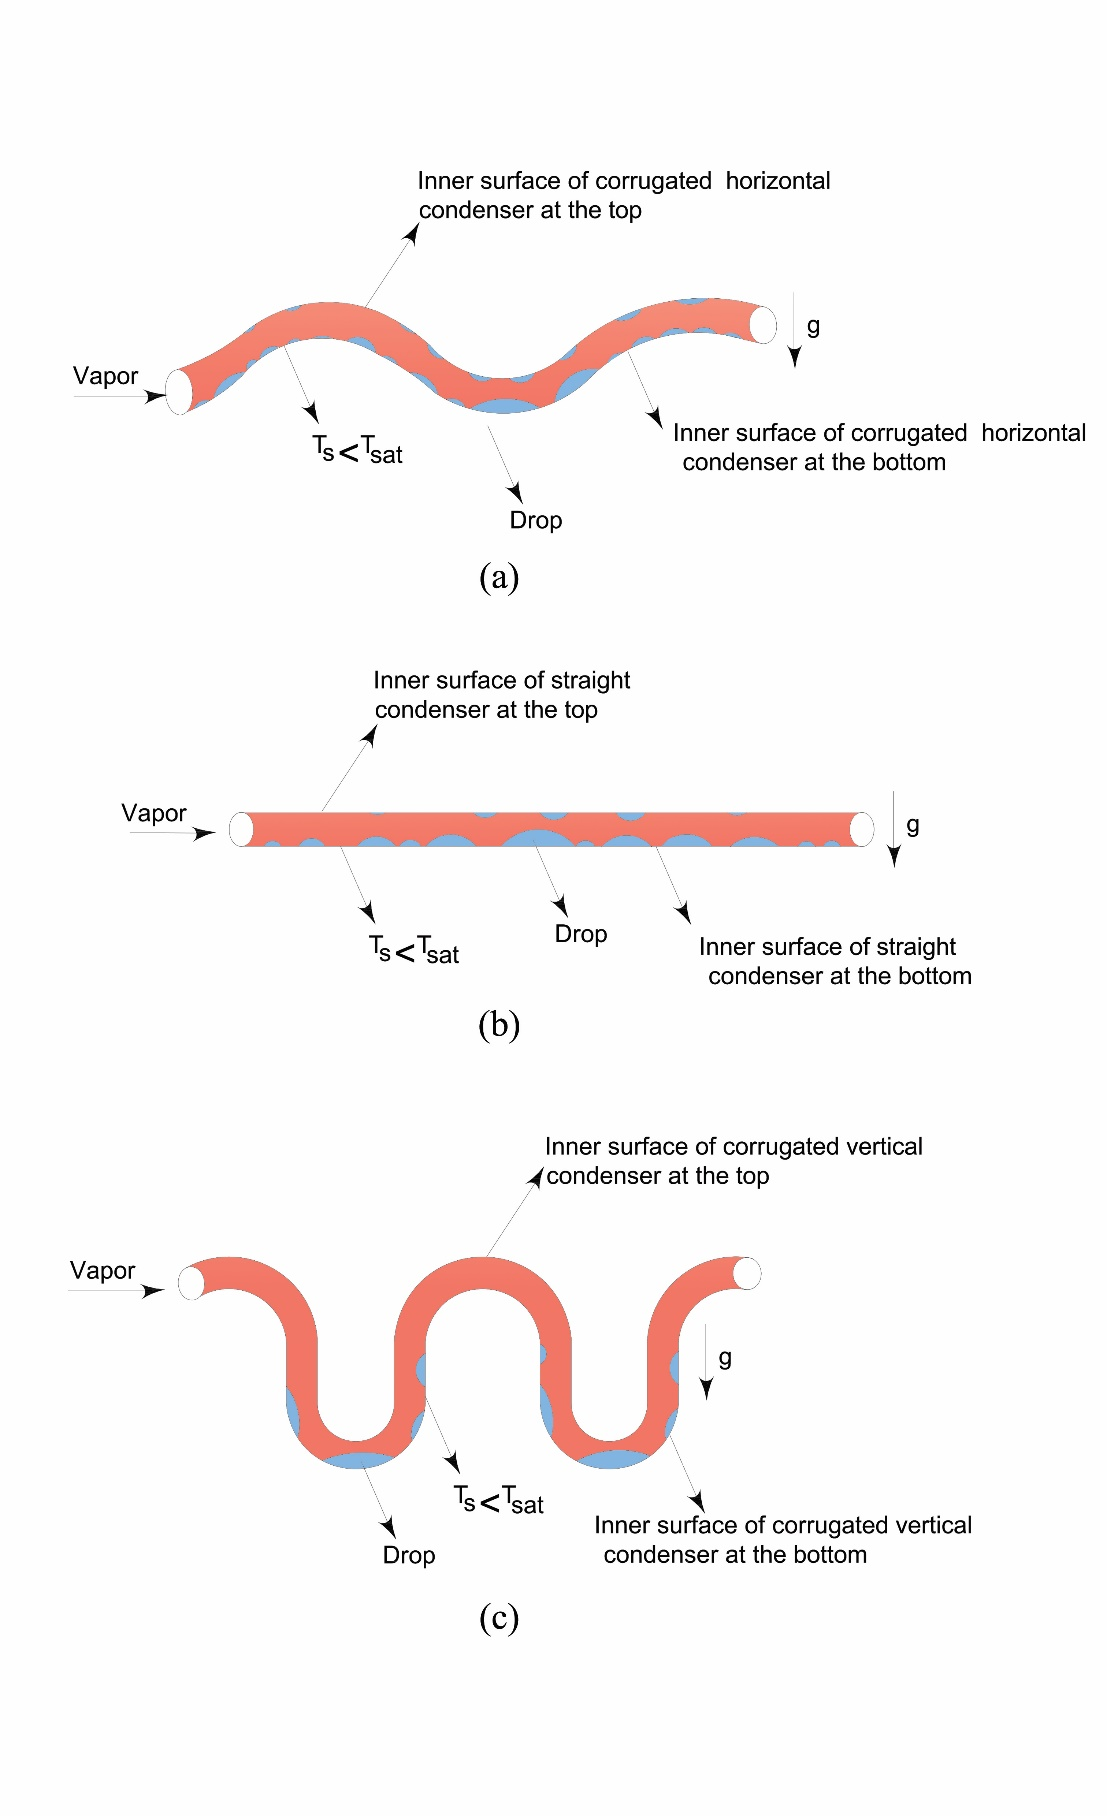 Inner surface of corrugated horizontal
condenser at the top
g
Vapor
Ts<Tsat
Inner surface of corrugated horizontal
condenser at the bottom
Drop
(a)
Inner surface of straight
condenser at the top
Vapor
g
Ts<Tsat
Drop
Inner surface of straight
condenser at the bottom
(b)
Inner surface of corrugated vertical
condenser at the top
Vapor
g
Ts<Tsat
Drop
Inner surface of corrugated vertical
condenser at the bottom
(c)